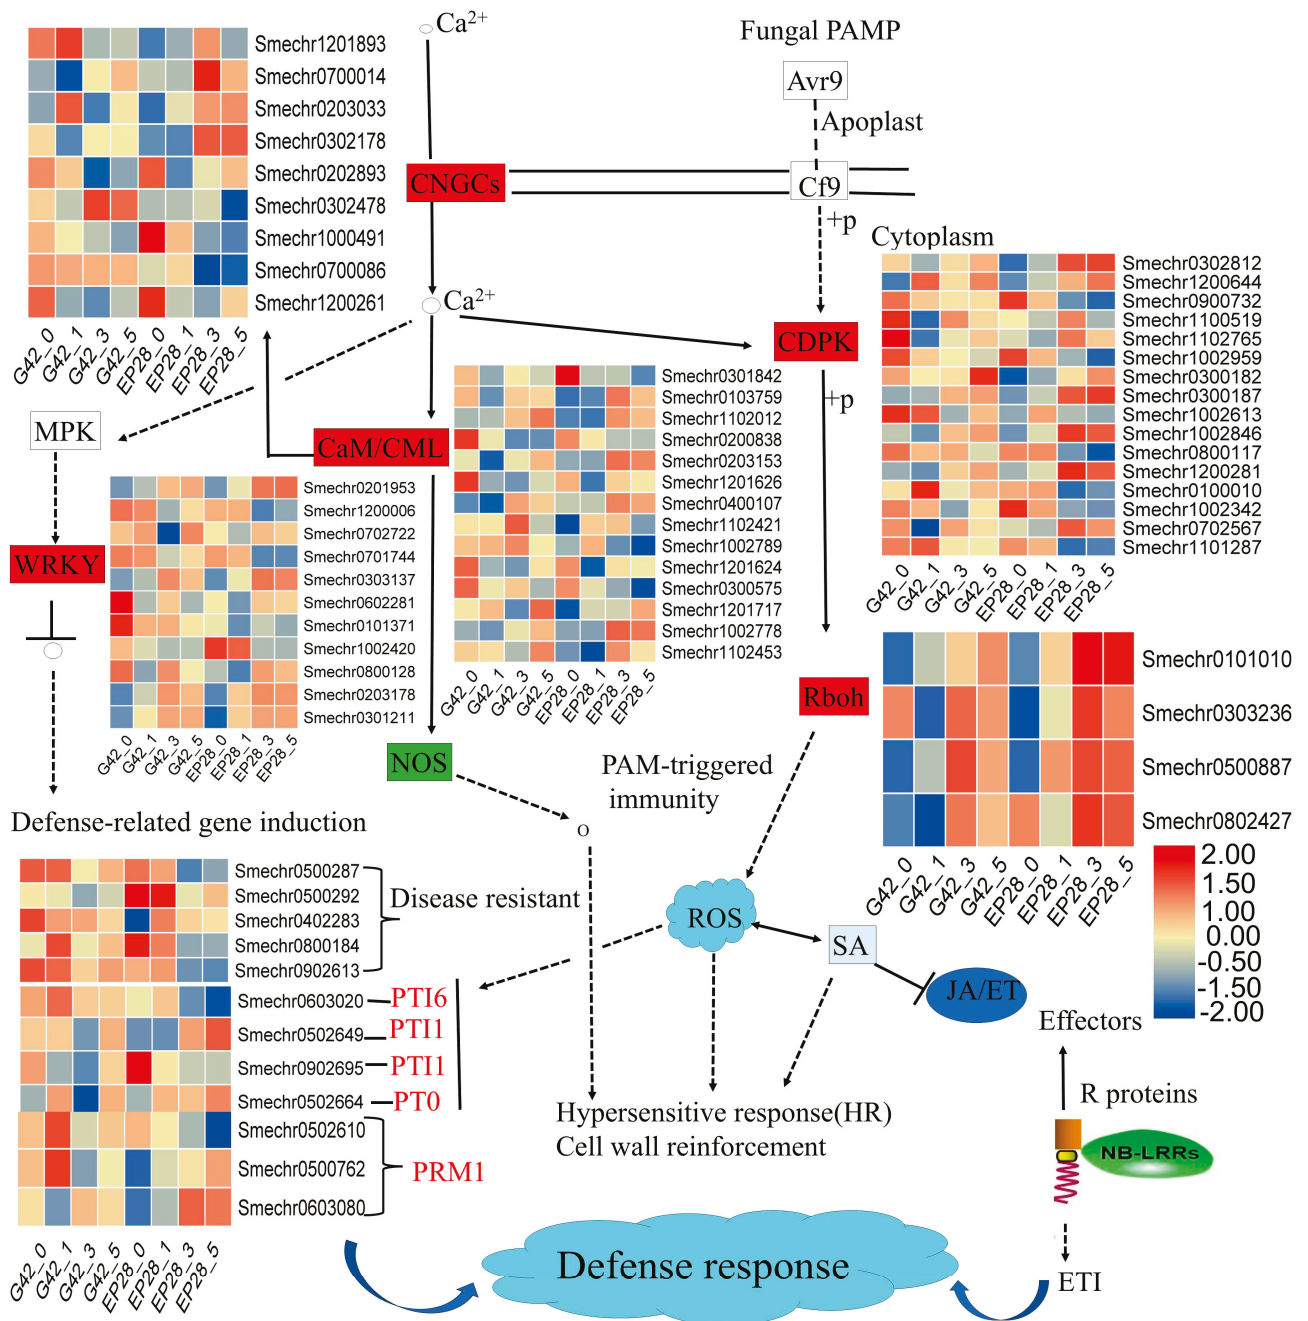 Ca2+
Fungal PAMP
Avr9
Apoplast
Cf9
+p
CNGCs
Smechr1201893
Smechr0700014
Smechr0203033
Smechr0302178
Smechr0202893
Smechr0302478
Smechr1000491
Smechr0700086
Smechr1200261
G42_0
G42_1
G42_3
G42_5
EP28_0
EP28_1
EP28_3
EP28_5
Ca2+
Cytoplasm
CDPK
+p
Smechr0302812
Smechr1200644
Smechr0900732
Smechr1100519
Smechr1102765
Smechr1002959
Smechr0300182
Smechr0300187
Smechr1002613
Smechr1002846
Smechr0800117
Smechr1200281
Smechr0100010
Smechr1002342
Smechr0702567
Smechr1101287
G42_0
G42_1
G42_3
G42_5
EP28_0
EP28_1
EP28_3
EP28_5
MPK
CaM/CML
Smechr0301842
Smechr0103759
Smechr1102012
Smechr0200838
Smechr0203153
Smechr1201626
Smechr0400107
Smechr1102421
Smechr1002789
Smechr1201624
Smechr0300575
Smechr1201717
Smechr1002778
Smechr1102453
G42_0
G42_1
G42_3
G42_5
EP28_0
EP28_1
EP28_3
EP28_5
WRKY
Smechr0201953
Smechr1200006
Smechr0702722
Smechr0701744
Smechr0303137
Smechr0602281
Smechr0101371
Smechr1002420
Smechr0800128
Smechr0203178
Smechr0301211
G42_0
G42_1
G42_3
G42_5
EP28_0
EP28_1
EP28_3
EP28_5
Rboh
Smechr0101010
Smechr0303236
Smechr0500887
Smechr0802427
G42_0
G42_1
G42_3
G42_5
EP28_0
EP28_1
EP28_3
EP28_5
2.00
1.50
1.00
0.00
-0.50
-1.50
-2.00
NOS
PAM-triggered
immunity
o
Defense-related gene induction
Smechr0500287
Smechr0500292
Smechr0402283
Smechr0800184
Smechr0902613
Disease resistant
Smechr0603020
PTI6
Smechr0502649
PTI1
Smechr0902695
PTI1
Smechr0502664
PT0
Smechr0502610
Smechr0500762
Smechr0603080
PRM1
G42_0
G42_1
G42_3
G42_5
EP28_0
EP28_1
EP28_3
EP28_5
ROS
SA
JA/ET
Hypersensitive response(HR)
Cell wall reinforcement
Effectors
R proteins
NB-LRRs
ETI
Defense response